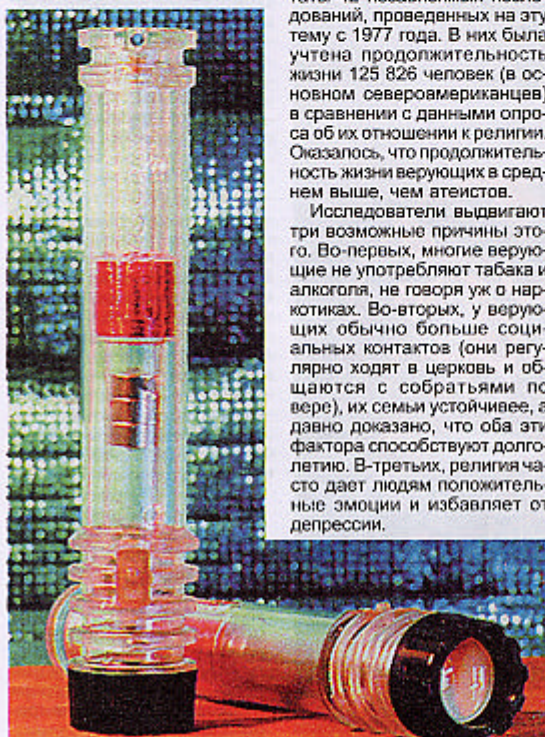 42 независимых иссле-
дований, проведенных на эту
тему с 1977 года. В них была
учтена продолжительность
жизни 125 826 человек (в ос-
новном североамериканцев)
в сравнении с данными опро-
са об их отношении к религии.
Оказалось, что продолжитель-
ность жизни верующих в сред-
нем выше, чем атеистов.
Исследователи выдвигают
три возможные причины это-
го. Во-первых, многие верую-
щие не употребляют табака и
алкоголя, не говоря уж о нар-
котиках. Во-вторых, у верую-
щих обычно больше соци-
альных контактов (они регу-
лярно ходят в церковь и об-
щаются с собратьями по
вере), их семьи устойчивее, а
давно доказано, что оба эти
фактора способствуют долго-
летию. В-третьих, религия ча-
сто дает людям положитель-
ные эмоции и избавляет от
депрессии.